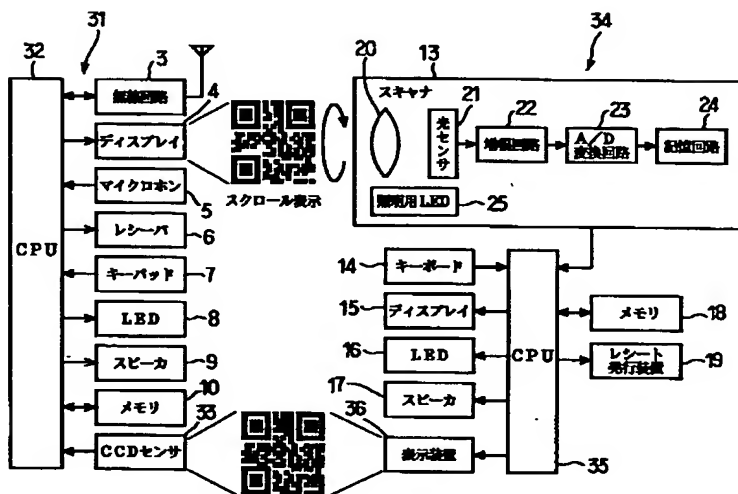 31
32
CPU
3
無線回路
4
ディスプレイ
マイクロホン
5
レシーバ
6
キーパッド
7
LED
8
スピーカ
9
メモリ
10
CCDセンサ
33
スクロール表示
34
13
スキャナ
20
光センサ
21
増幅回路
22
A/D
変換回路
23
記憶回路
24
照明用LED
25
14
キーボード
15
ディスプレイ
16
LED
17
スピーカ
36
表示装置
CPU
35
メモリ
18
レシート
発行装置
19